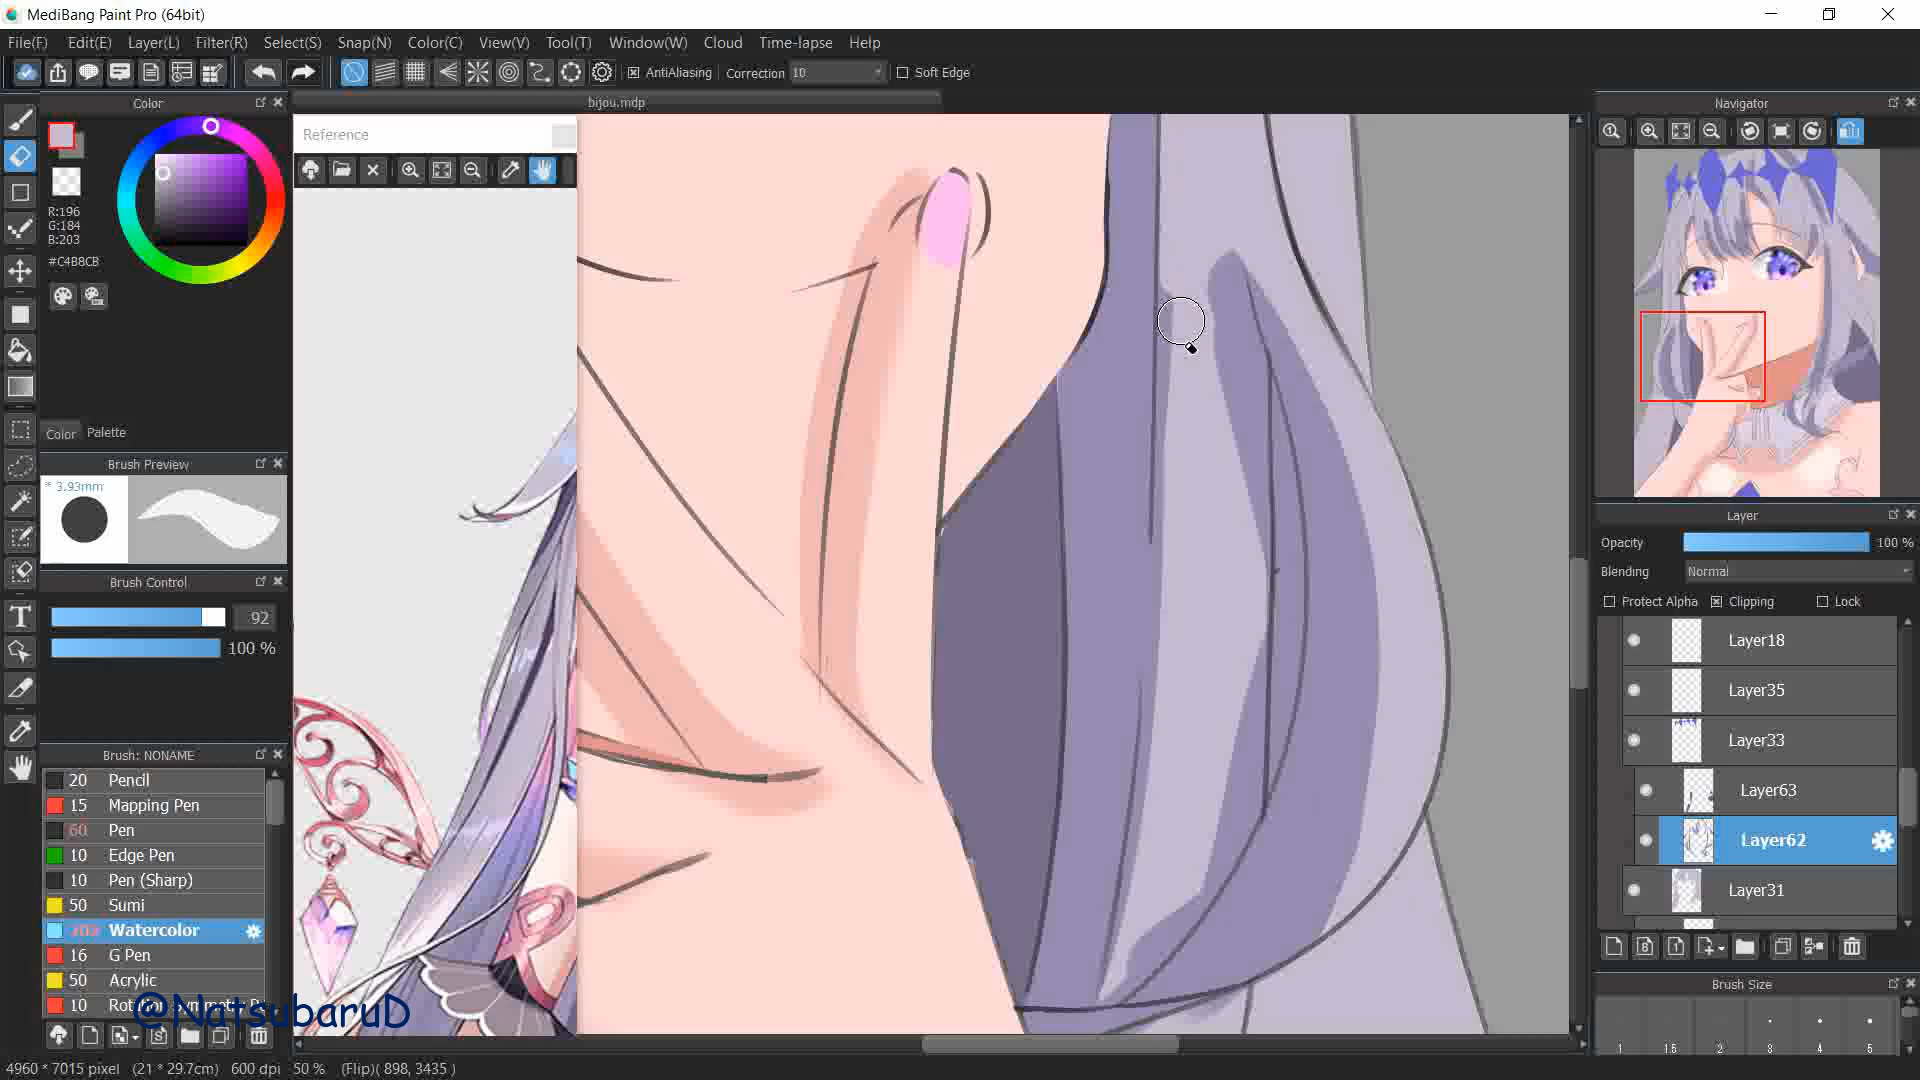 MediBang Paint Pro (64bit)
File(F) Edit(E) Layer(L) Filter(R) Select(S) Snap(N) Color(C) View(V) Tool(T) Window(W) Cloud Time-lapse Help
AntiAliasing Correction 10 Soft Edge
Color
bijou.mdp
Navigator
Reference
R:196
G:184
B:203
#C4B8CB
Color Palette
Brush Preview
* 3.93mm
Brush Control
92
100 %
Brush: NONAME
20 Pencil
15 Mapping Pen
60 Pen
10 Edge Pen
10 Pen (Sharp)
50 Sumi
Watercolor
16 G Pen
50 Acrylic
10
@NatsubaruD
Layer
Opacity 100 %
Blending Normal
Protect Alpha Clipping Lock
Layer18
Layer35
Layer33
Layer63
Layer62
Layer31
Brush Size
1 1.5 2 3 4 5
4960 * 7015 pixel (21 * 29.7cm) 600 dpi 50 % (Flip)( 898, 3435 )